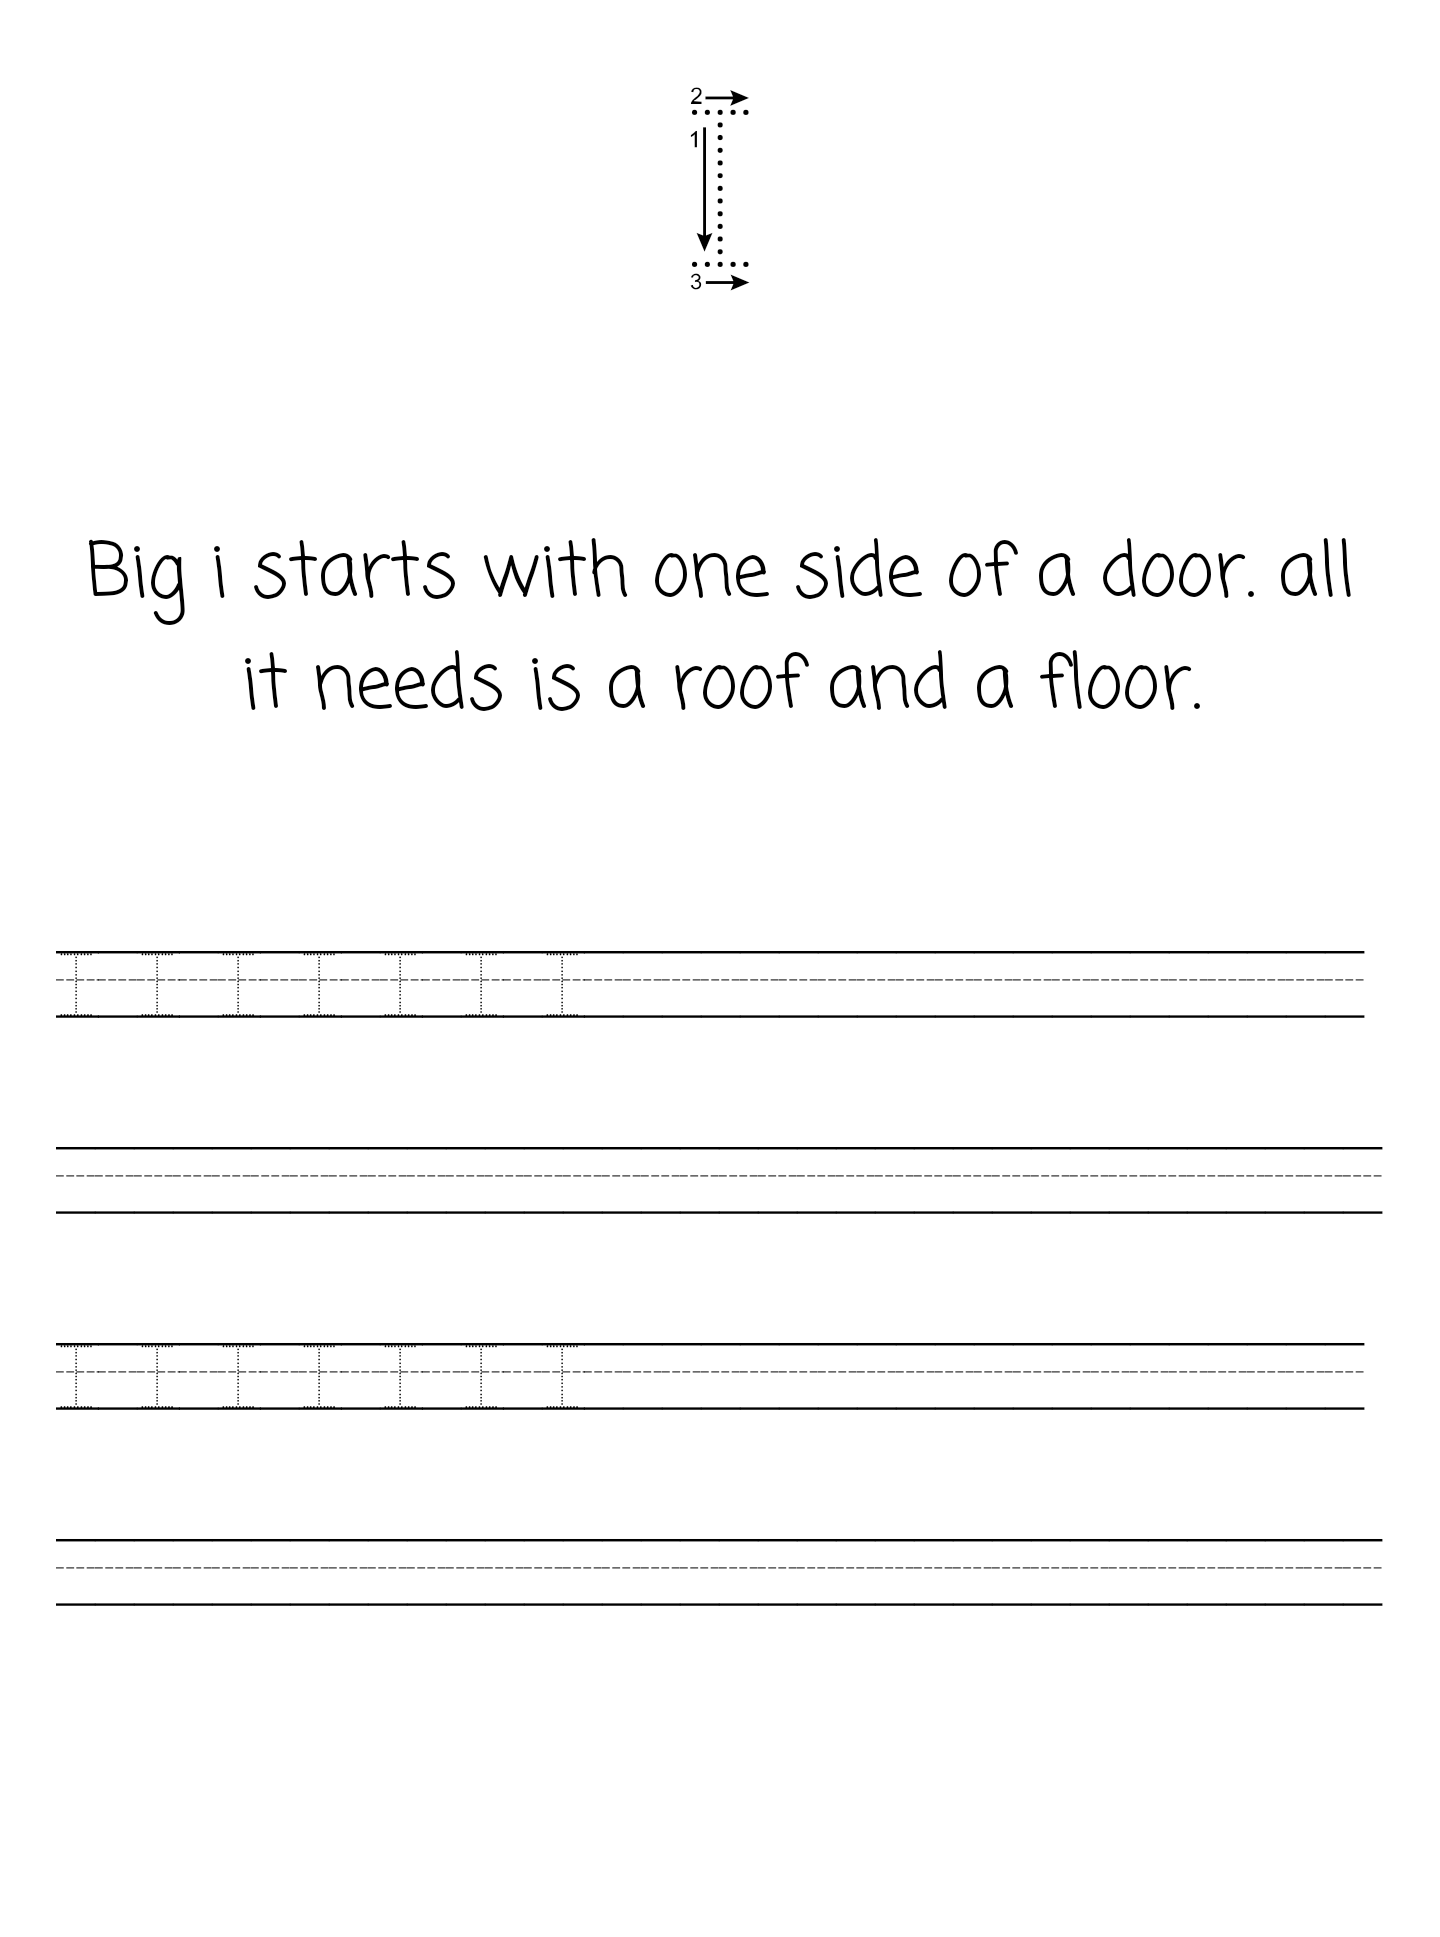 2
1
3
Big i starts with one side of a door. all
it needs is a roof and a floor.
I I I I I I I
I I I I I I I